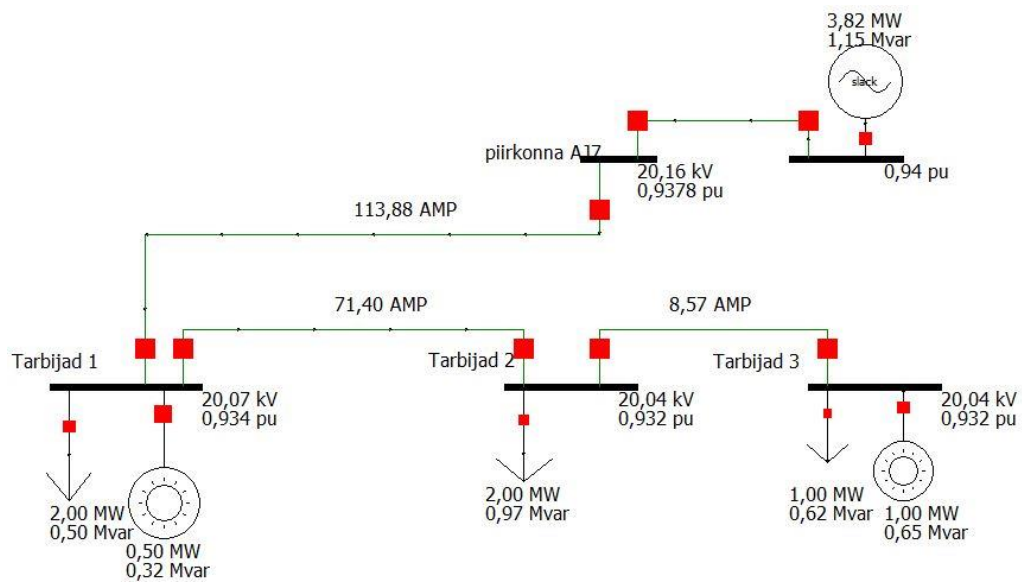 3,82 MW
1,15 Mvar
slack
piirkonna AJ7
20,16 kV
0,9378 pu
0,94 pu
113,88 AMP
71,40 AMP
8,57 AMP
Tarbijad 1
Tarbijad 2
Tarbijad 3
20,07 kV
0,934 pu
20,04 kV
0,932 pu
20,04 kV
0,932 pu
2,00 MW
0,50 Mvar
0,50 MW
0,32 Mvar
2,00 MW
0,97 Mvar
1,00 MW
0,62 Mvar
1,00 MW
0,65 Mvar